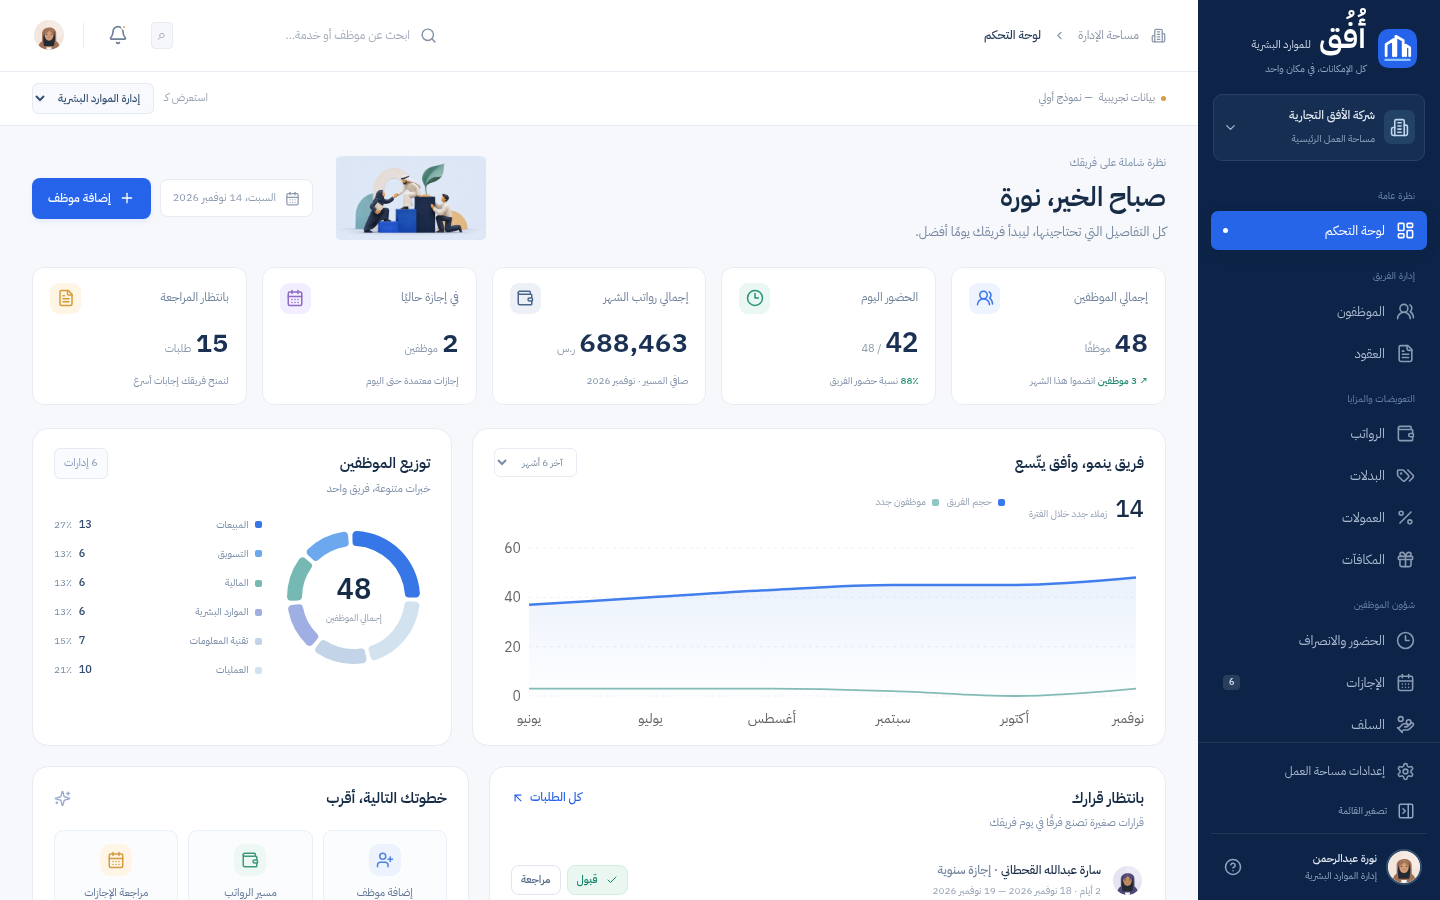 أُفُق
للموارد البشرية
كل الإمكانات، في مكان واحد
شركة الأفق التجارية
مساحة العمل الرئيسية
نظرة عامة
لوحة التحكم
إدارة الفريق
الموظفون
العقود
التعويضات والمزايا
الرواتب
البدلات
العمولات
المكافآت
شؤون الموظفين
الحضور والانصراف
الإجازات
6
السلف
إعدادات مساحة العمل
تصغير القائمة
نورة عبدالرحمن
إدارة الموارد البشرية
مساحة الإدارة
لوحة التحكم
ابحث عن موظف أو خدمة...
بيانات تجريبية — نموذج أولي
استعرض كـ
إدارة الموارد البشرية
نظرة شاملة على فريقك
صباح الخير، نورة
كل التفاصيل التي تحتاجينها، ليبدأ فريقك يومًا أفضل.
السبت، 14 نوفمبر 2026
إضافة موظف
إجمالي الموظفين
48 موظفًا
↗ 3 موظفين انضموا هذا الشهر
الحضور اليوم
42 / 48
88٪ نسبة حضور الفريق
إجمالي رواتب الشهر
688,463 ر.س
صافي المسير · نوفمبر 2026
في إجازة حاليًا
2 موظفين
إجازات معتمدة حتى اليوم
بانتظار المراجعة
15 طلبات
لنمنح فريقك إجابات أسرع
فريق ينمو، وأفق يتّسع
آخر 6 أشهر
14 زملاء جدد خلال الفترة
حجم الفريق
موظفون جدد
60
40
20
0
يونيو
يوليو
أغسطس
سبتمبر
أكتوبر
نوفمبر
توزيع الموظفين
6 إدارات
خبرات متنوعة، فريق واحد
48
إجمالي الموظفين
المبيعات 13 27٪
التسويق 6 13٪
المالية 6 13٪
الموارد البشرية 6 13٪
تقنية المعلومات 7 15٪
العمليات 10 21٪
بانتظار قرارك
كل الطلبات
قرارات صغيرة تصنع فرقًا في يوم فريقك
سارة عبدالله القحطاني · إجازة سنوية
2 أيام · 18 نوفمبر 2026 — 19 نوفمبر 2026
قبول
مراجعة
خطوتك التالية، أقرب
إضافة موظف
مسير الرواتب
مراجعة الإجازات